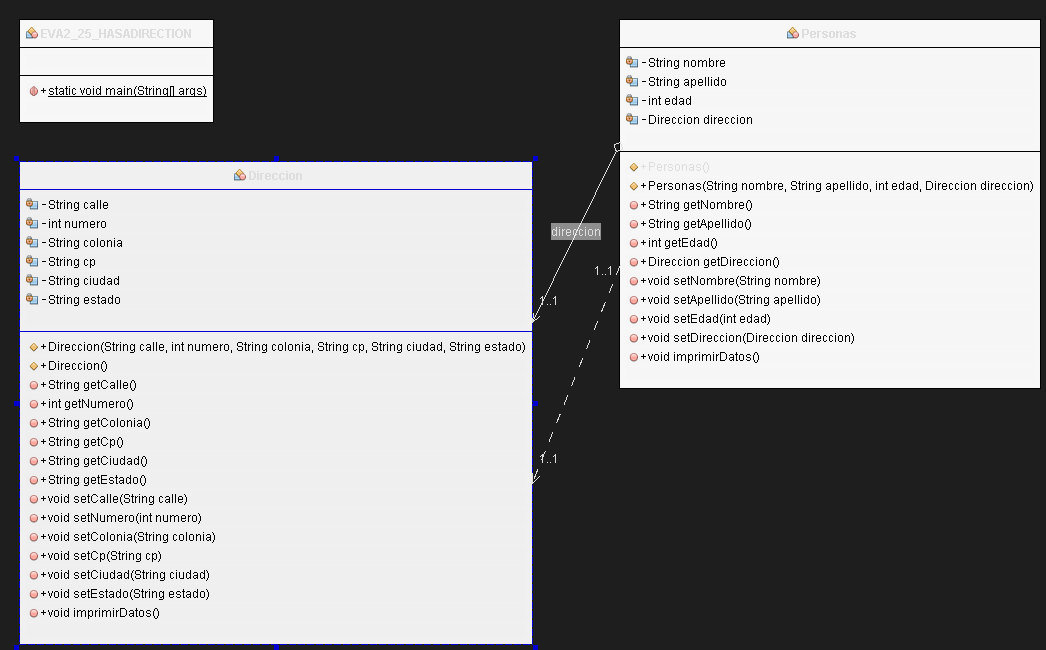 EVA2_25_HASADIRECTION
+static void main(String[] args)
Personas
-String nombre
-String apellido
-int edad
-Direccion direccion
+Personas()
+Personas(String nombre, String apellido, int edad, Direccion direccion)
+String getNombre()
+String getApellido()
+int getEdad()
+Direccion getDireccion()
+void setNombre(String nombre)
+void setApellido(String apellido)
+void setEdad(int edad)
+void setDireccion(Direccion direccion)
+void imprimirDatos()
direccion
1..1
1..1
1..1
Direccion
-String calle
-int numero
-String colonia
-String cp
-String ciudad
-String estado
+Direccion(String calle, int numero, String colonia, String cp, String ciudad, String estado)
+Direccion()
+String getCalle()
+int getNumero()
+String getColonia()
+String getCp()
+String getCiudad()
+String getEstado()
+void setCalle(String calle)
+void setNumero(int numero)
+void setColonia(String colonia)
+void setCp(String cp)
+void setCiudad(String ciudad)
+void setEstado(String estado)
+void imprimirDatos()